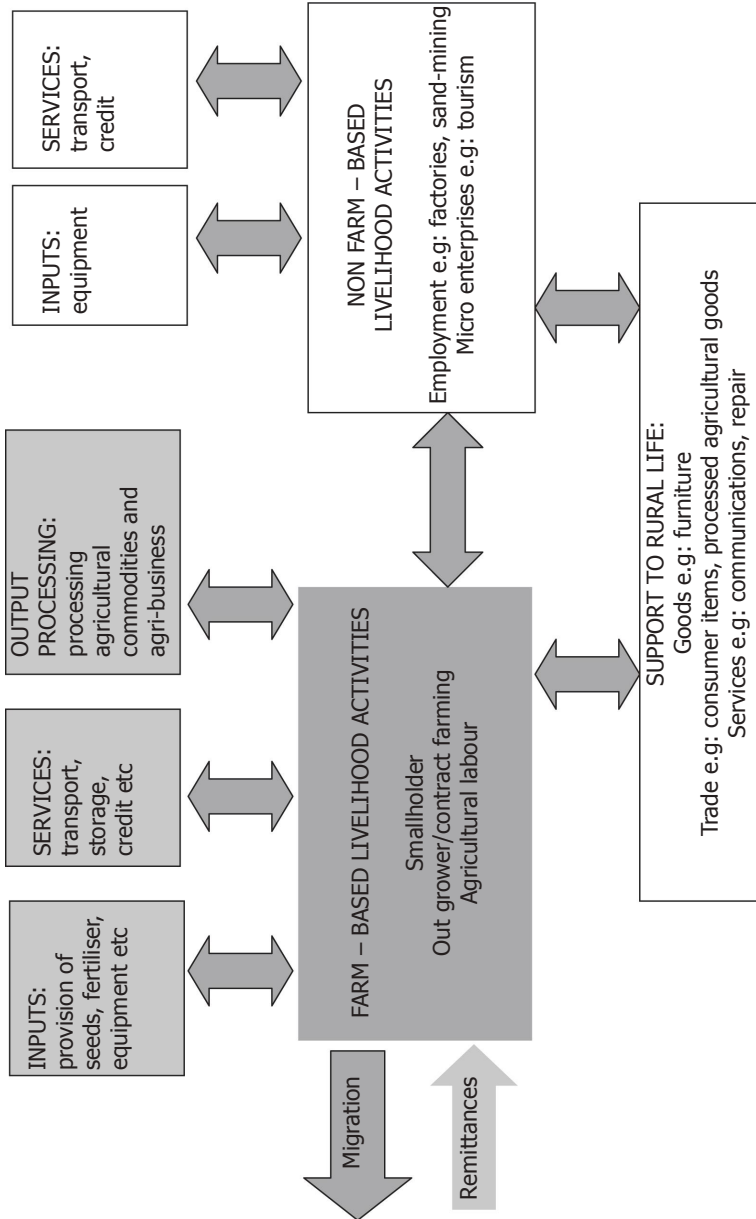 INPUTS:
provision of
seeds, fertiliser,
equipment etc
SERVICES:
transport,
storage,
credit etc
OUTPUT
PROCESSING:
processing
agricultural
commodities and
agri-business
INPUTS:
equipment
SERVICES:
transport,
credit
Migration
Remittances
FARM – BASED LIVELIHOOD ACTIVITIES
Smallholder
Out grower/contract farming
Agricultural labour
NON FARM – BASED
LIVELIHOOD ACTIVITIES
Employment e.g: factories, sand-mining
Micro enterprises e.g: tourism
SUPPORT TO RURAL LIFE:
Goods e.g: furniture
Trade e.g: consumer items, processed agricultural goods
Services e.g: communications, repair